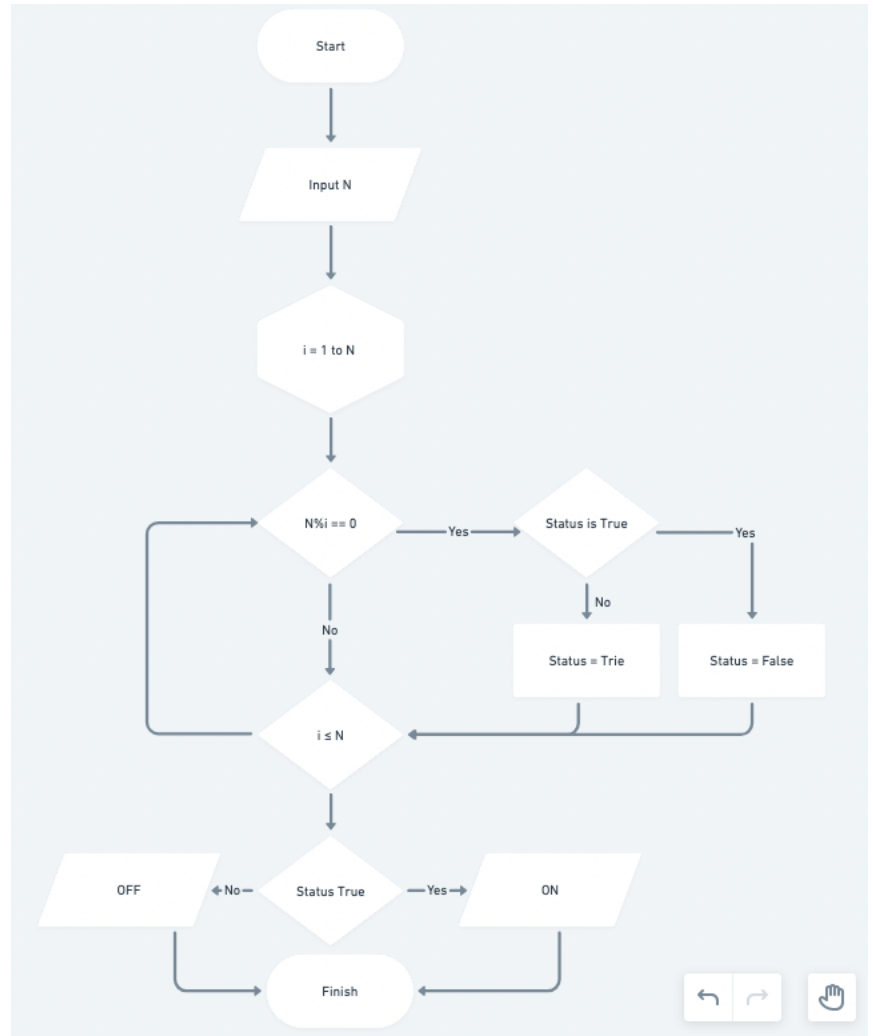 Start
Input N
i = 1 to N
N%i == 0
Yes
Status is True
Yes
No
No
Status = Trie
Status = False
i ≤ N
OFF
No
Status True
Yes
ON
Finish